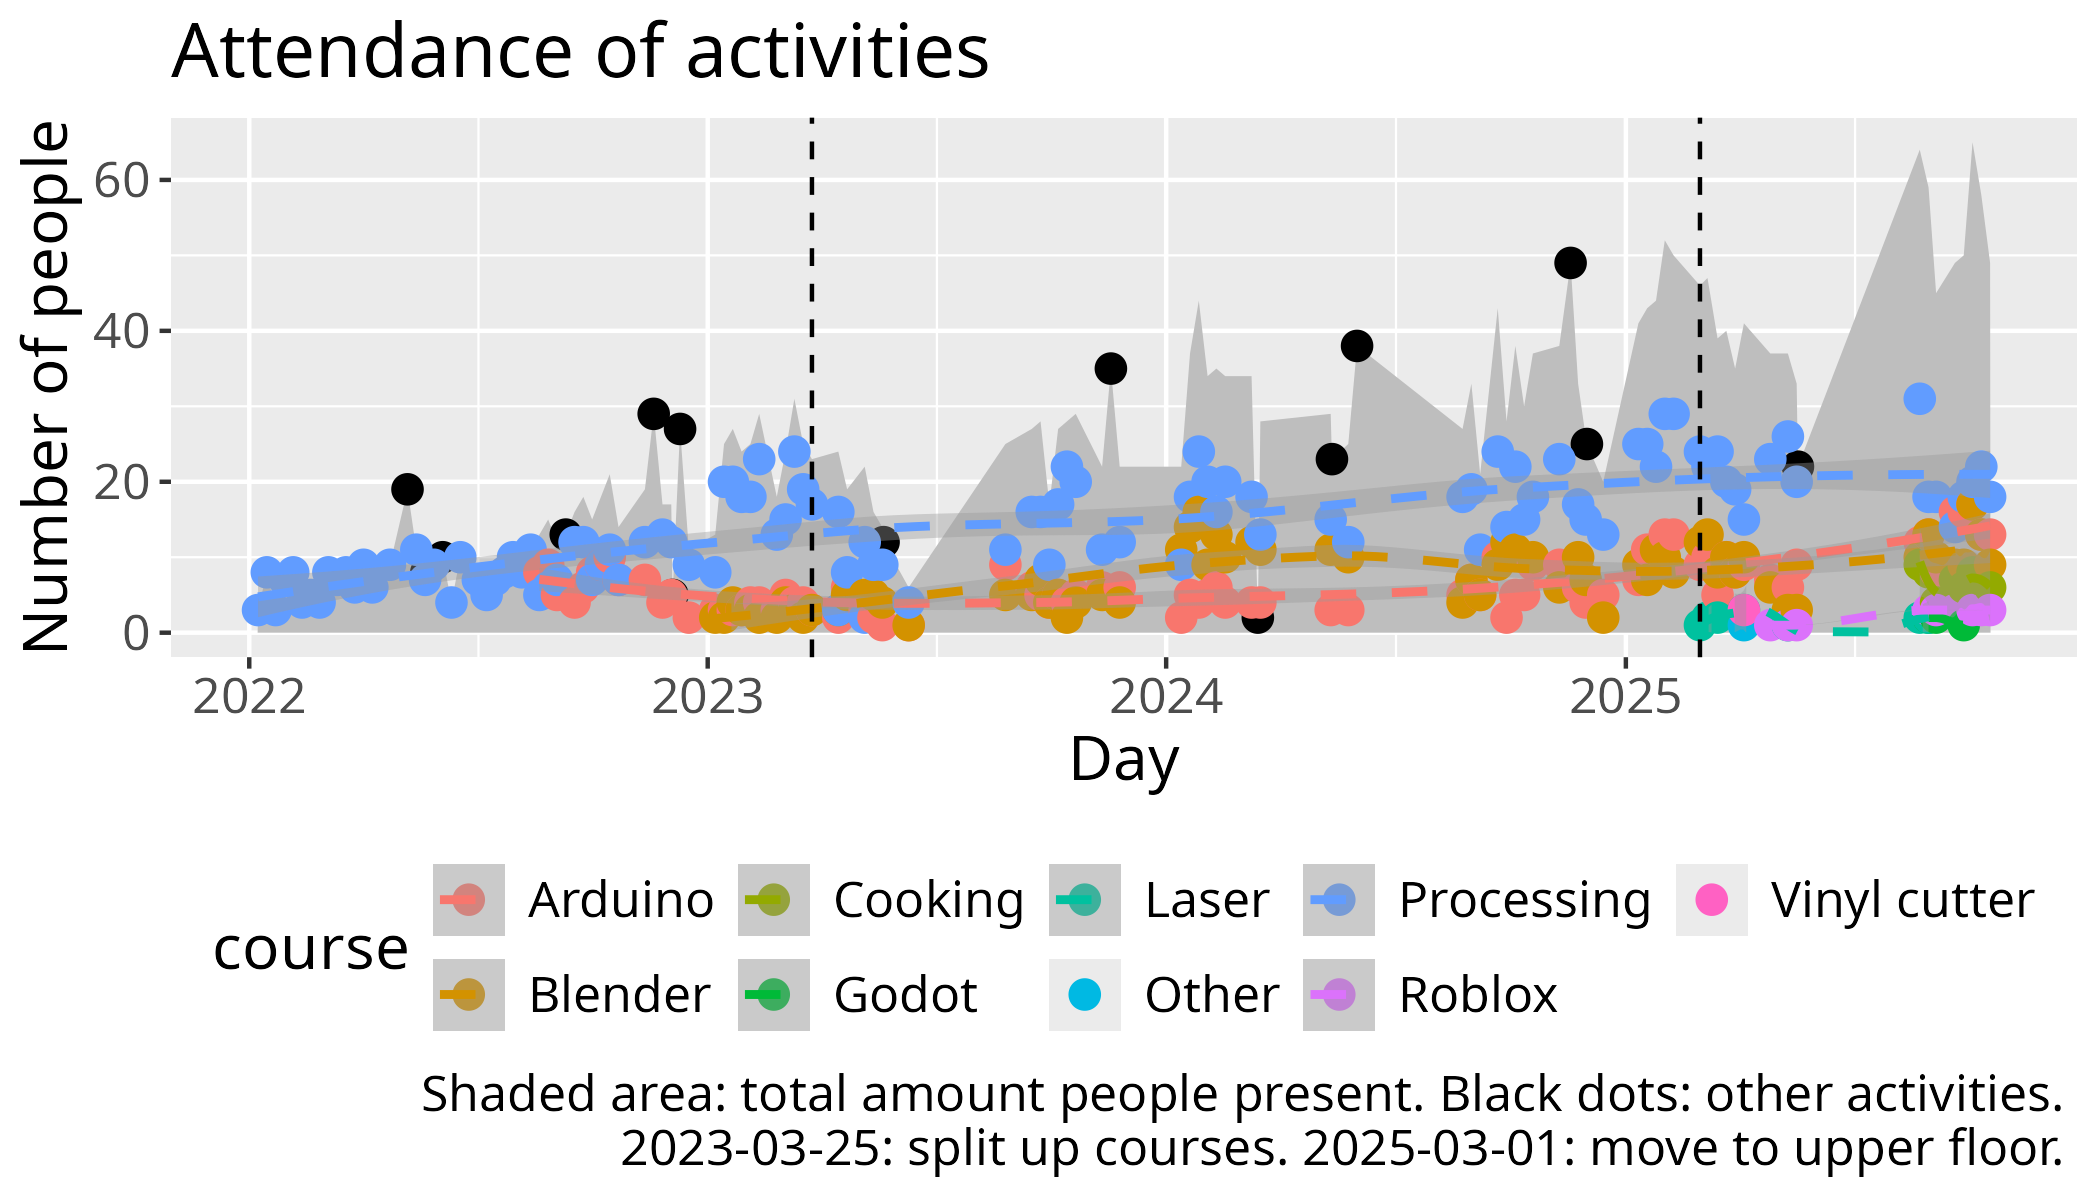 Attendance of activities
Number of people
60
40
20
0
2022 2023 2024 2025
Day
course
Arduino Cooking Laser Processing Vinyl cutter
Blender Godot Other Roblox
Shaded area: total amount people present. Black dots: other activities.
2023-03-25: split up courses. 2025-03-01: move to upper floor.